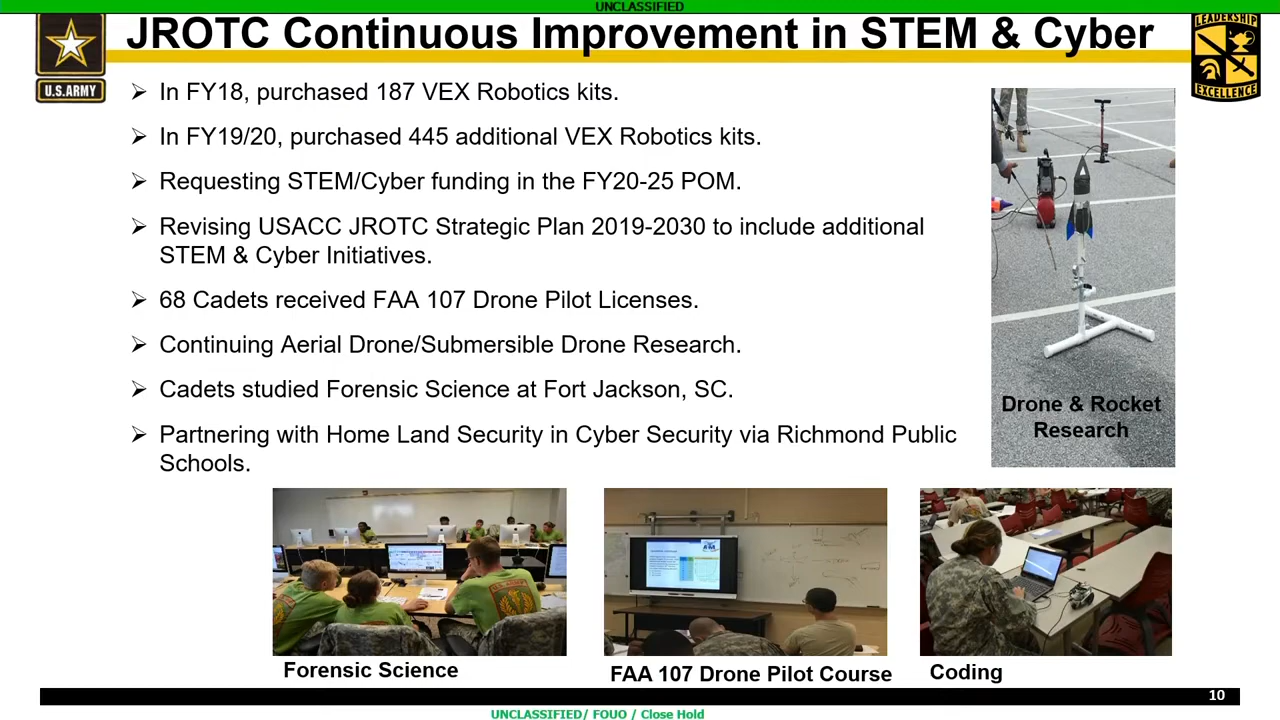 UNCLASSIFIED
JROTC Continuous Improvement in STEM & Cyber
U.S.ARMY
LEADERSHIP
EXCELLENCE
➢ In FY18, purchased 187 VEX Robotics kits.
➢ In FY19/20, purchased 445 additional VEX Robotics kits.
➢ Requesting STEM/Cyber funding in the FY20-25 POM.
➢ Revising USACC JROTC Strategic Plan 2019-2030 to include additional
STEM & Cyber Initiatives.
➢ 68 Cadets received FAA 107 Drone Pilot Licenses.
➢ Continuing Aerial Drone/Submersible Drone Research.
➢ Cadets studied Forensic Science at Fort Jackson, SC.
➢ Partnering with Home Land Security in Cyber Security via Richmond Public
Schools.
Drone & Rocket
Research
U.S. ARMY
Forensic Science
FAA 107 Drone Pilot Course
Coding
10
UNCLASSIFIED/ FOUO / Close Hold